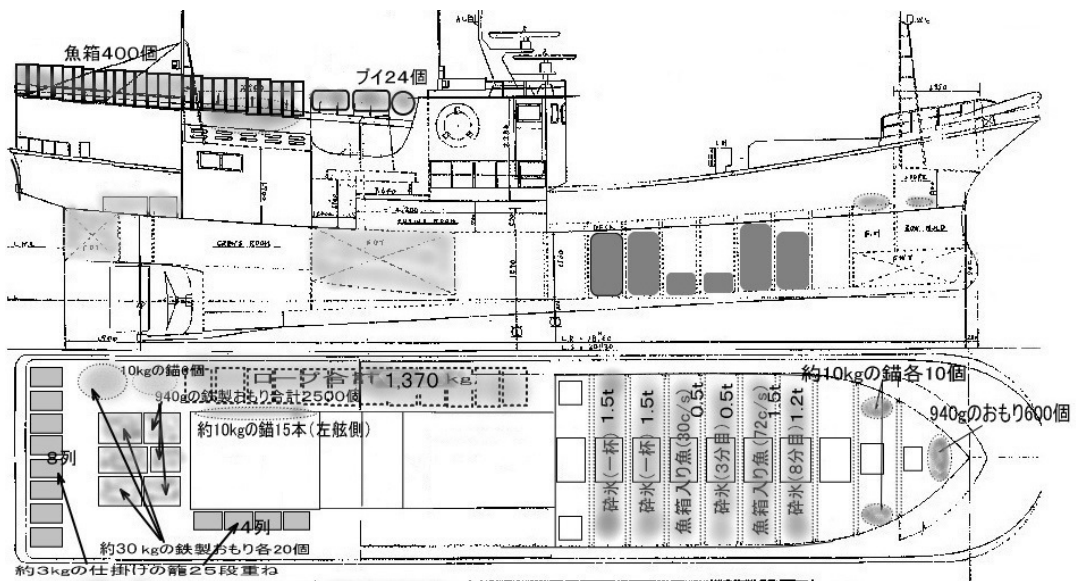 魚箱400個
ブイ24個
DECK
CREW'S ROOM
F.O.T
F.O.T
L.W.L
10kgの錨8個
ロープ合計1,370kg
940gの鉄製おもり合計2500個
約10kgの錨15本(左舷側)
8列
74列
約30kgの鉄製おもり各20個
約3kgの仕掛けの籠25段重ね
砕氷(一杯) 1.5t
砕氷(一杯) 1.5t
魚箱入り魚(30c/s) 0.5t
砕氷(3分目) 0.5t
魚箱入り魚(72c/s) 1.5t
砕氷(8分目) 1.2t
約10kgの錨各10個
940gのおもり600個